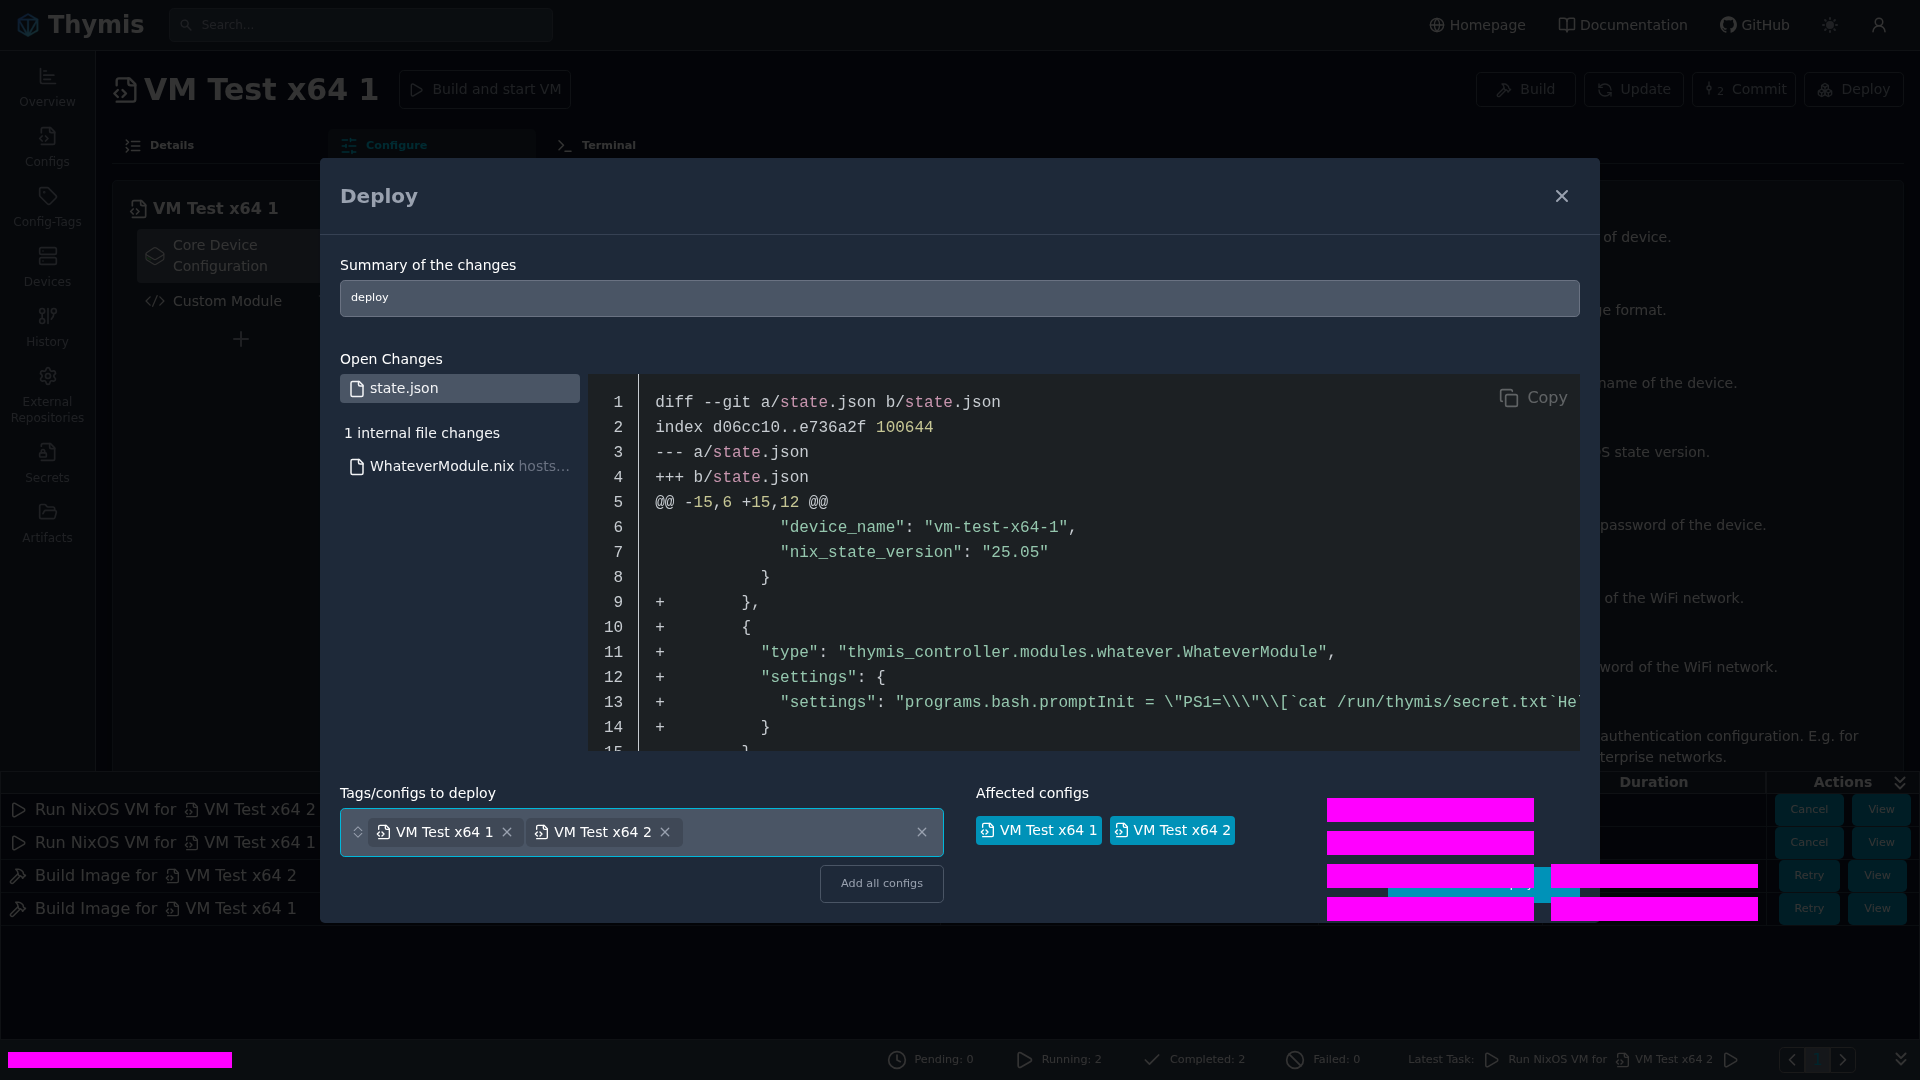 Thymis
Search...
Homepage
Documentation
GitHub
VM Test x64 1
Build and start VM
Build
Update
2 Commit
Deploy
Overview
Configs
Config-Tags
Devices
History
External
Repositories
Secrets
Artifacts
Details
Configure
Terminal
VM Test x64 1
Core Device
Configuration
Custom Module
Deploy
Summary of the changes
deploy
Open Changes
state.json
1 internal file changes
WhateverModule.nix hosts...
Copy
1 diff --git a/state.json b/state.json
2 index d06cc10..e736a2f 100644
3 --- a/state.json
4 +++ b/state.json
5 @@ -15,6 +15,12 @@
6 "device_name": "vm-test-x64-1",
7 "nix_state_version": "25.05"
8 }
9 + },
10 + {
11 + "type": "thymis_controller.modules.whatever.WhateverModule",
12 + "settings": {
13 + "settings": "programs.bash.promptInit = \"PS1=\\\"\\[`cat /run/thymis/secret.txt`He
14 + }
15 }
Tags/configs to deploy
VM Test x64 1
VM Test x64 2
Add all configs
Affected configs
VM Test x64 1
VM Test x64 2
of device.
ge format.
name of the device.
S state version.
password of the device.
of the WiFi network.
word of the WiFi network.
authentication configuration. E.g. for
terprise networks.
Duration
Actions
Run NixOS VM for VM Test x64 2
Cancel
View
Run NixOS VM for VM Test x64 1
Cancel
View
Build Image for VM Test x64 2
Retry
View
Build Image for VM Test x64 1
Retry
View
Pending: 0
Running: 2
Completed: 2
Failed: 0
Latest Task:
Run NixOS VM for
VM Test x64 2